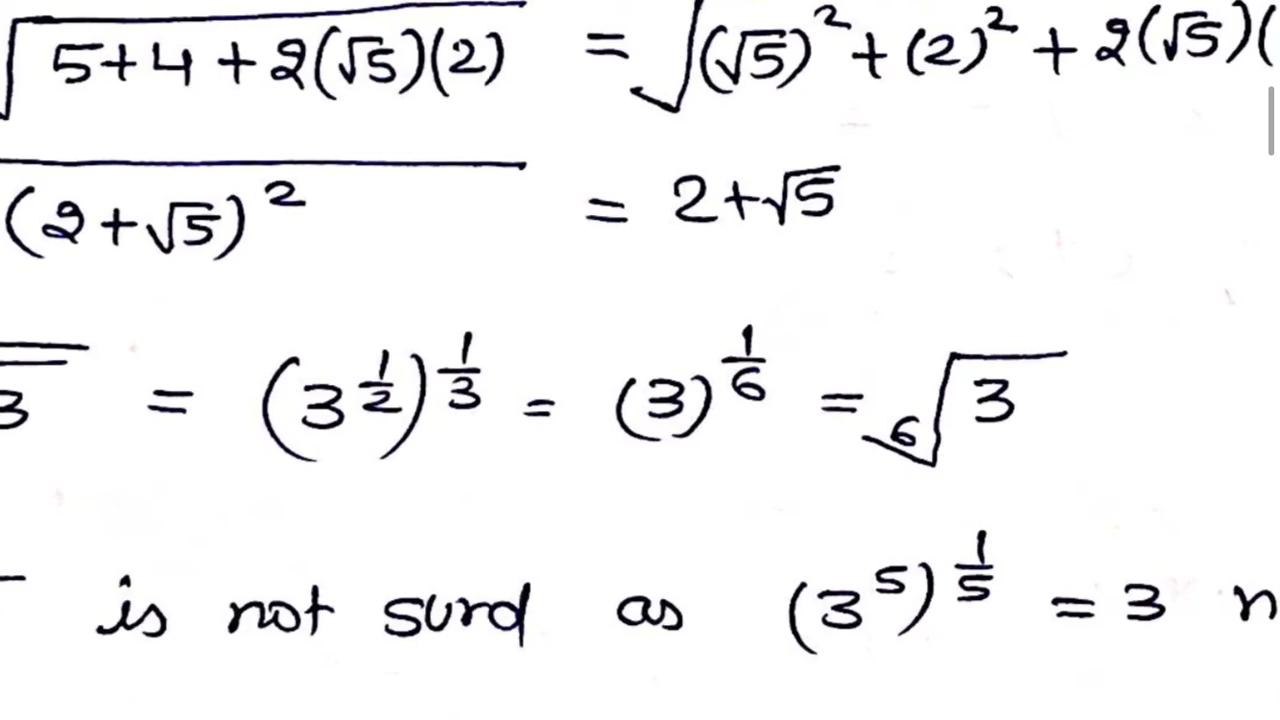 √5+4+2(√5)(2) = √(√5)²+(2)²+2(√5)(
(2+√5)² = 2+√5
3 = (3^{1/2})^{1/3} = (3)^{1/6} = ⁶√3
is not surd as (3⁵)^{1/5} = 3 n